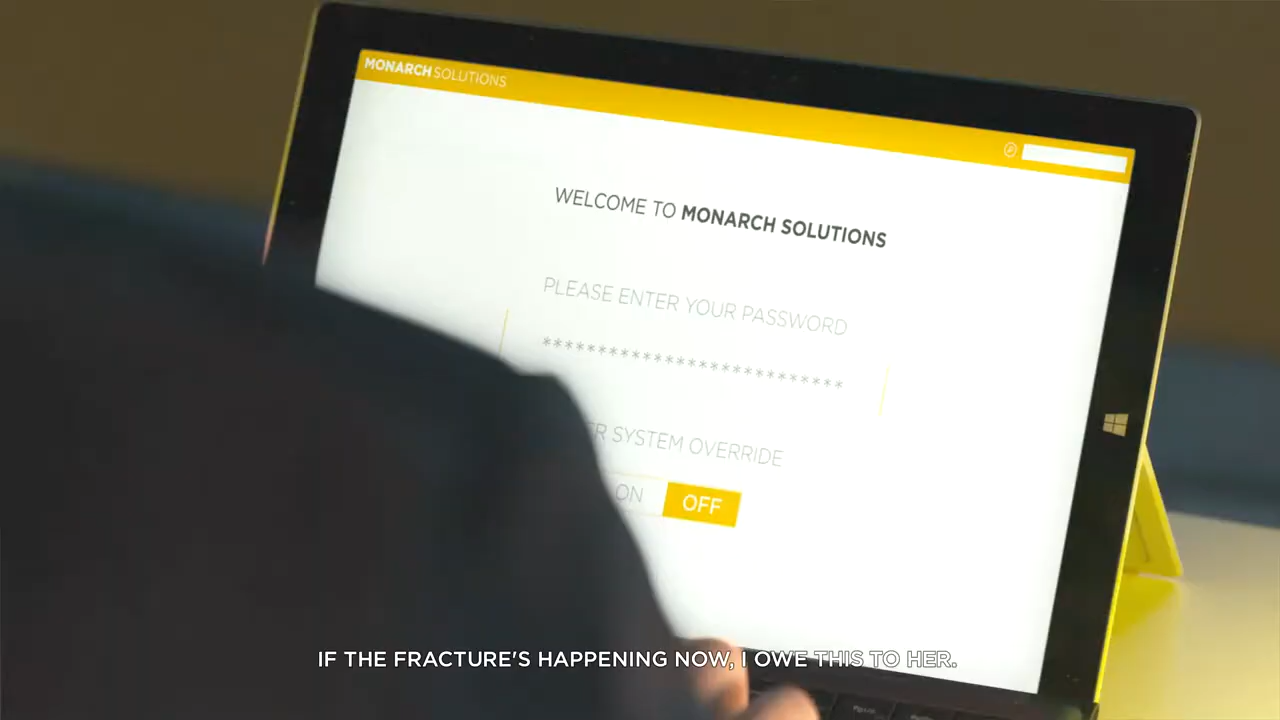 MONARCH SOLUTIONS
WELCOME TO MONARCH SOLUTIONS
PLEASE ENTER YOUR PASSWORD
***************************
SYSTEM OVERRIDE
ON OFF
IF THE FRACTURE'S HAPPENING NOW, I OWE THIS TO HER.